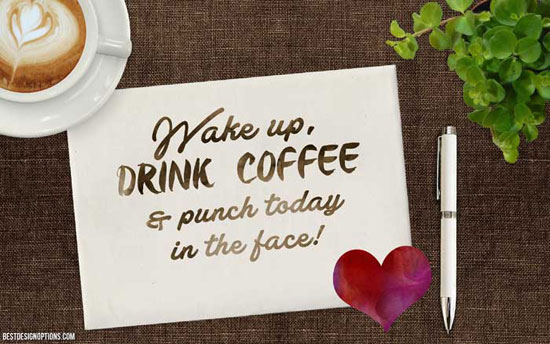 Wake up,
DRINK COFFEE
& punch today
in the face!
BESTDESIGNOPTIONS.COM